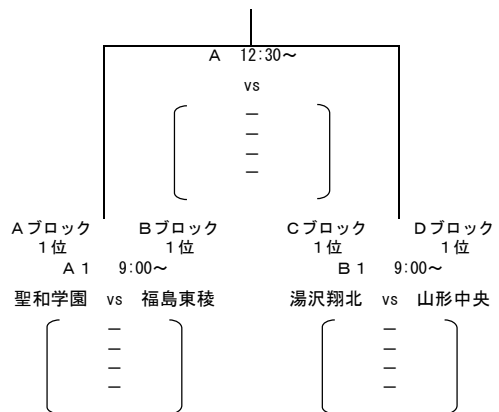 A 12:30～
vs
－
－
－
－
Aブロック Bブロック Cブロック Dブロック
1位 1位 1位 1位
A1 9:00～ B1 9:00～
聖和学園 vs 福島東稜 湯沢翔北 vs 山形中央
－ －
－ －
－ －
－ －